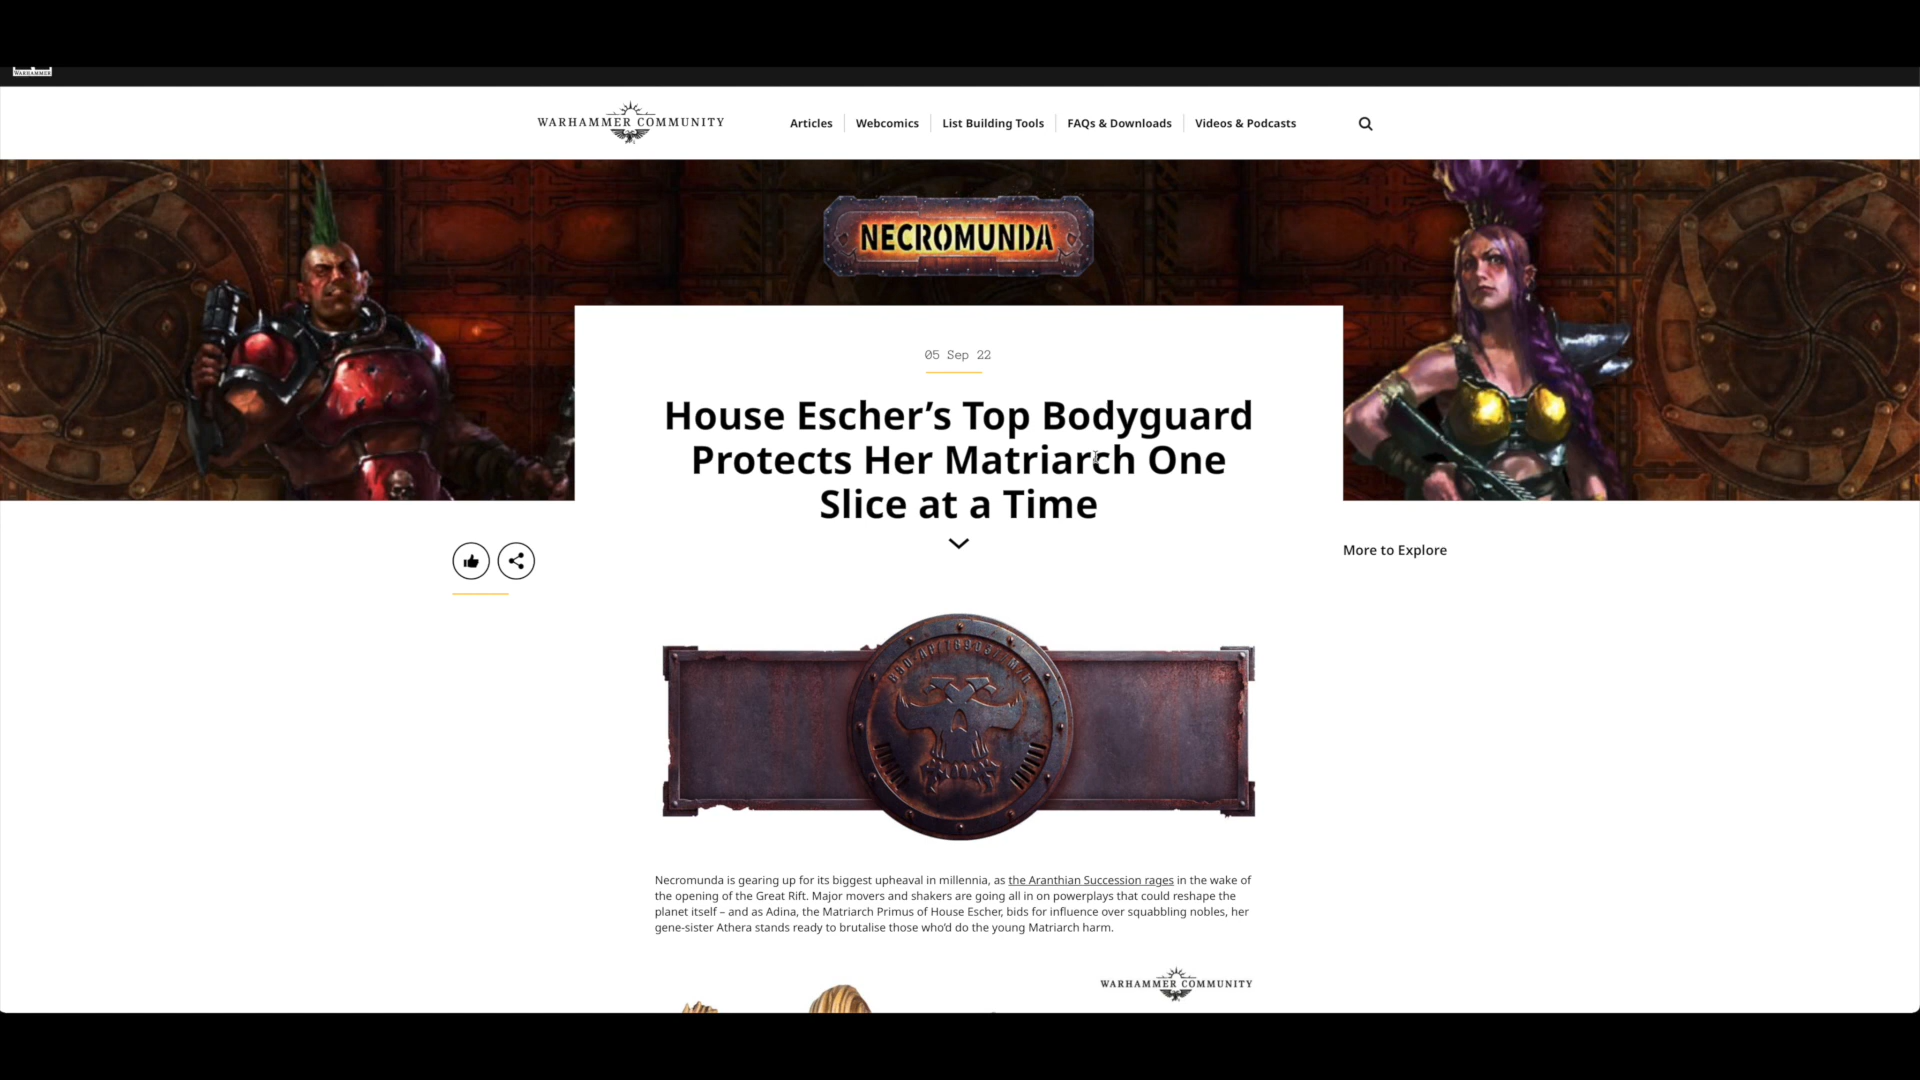 WARHAMMER
WARHAMMER COMMUNITY
Articles
Webcomics
List Building Tools
FAQs & Downloads
Videos & Podcasts
NECROMUNDA
05 Sep 22
House Escher’s Top Bodyguard
Protects Her Matriarch One
Slice at a Time
More to Explore
Necromunda is gearing up for its biggest upheaval in millennia, as the Aranthian Succession rages in the wake of
the opening of the Great Rift. Major movers and shakers are going all in on powerplays that could reshape the
planet itself – and as Adina, the Matriarch Primus of House Escher, bids for influence over squabbling nobles, her
gene-sister Athera stands ready to brutalise those who’d do the young Matriarch harm.
WARHAMMER COMMUNITY